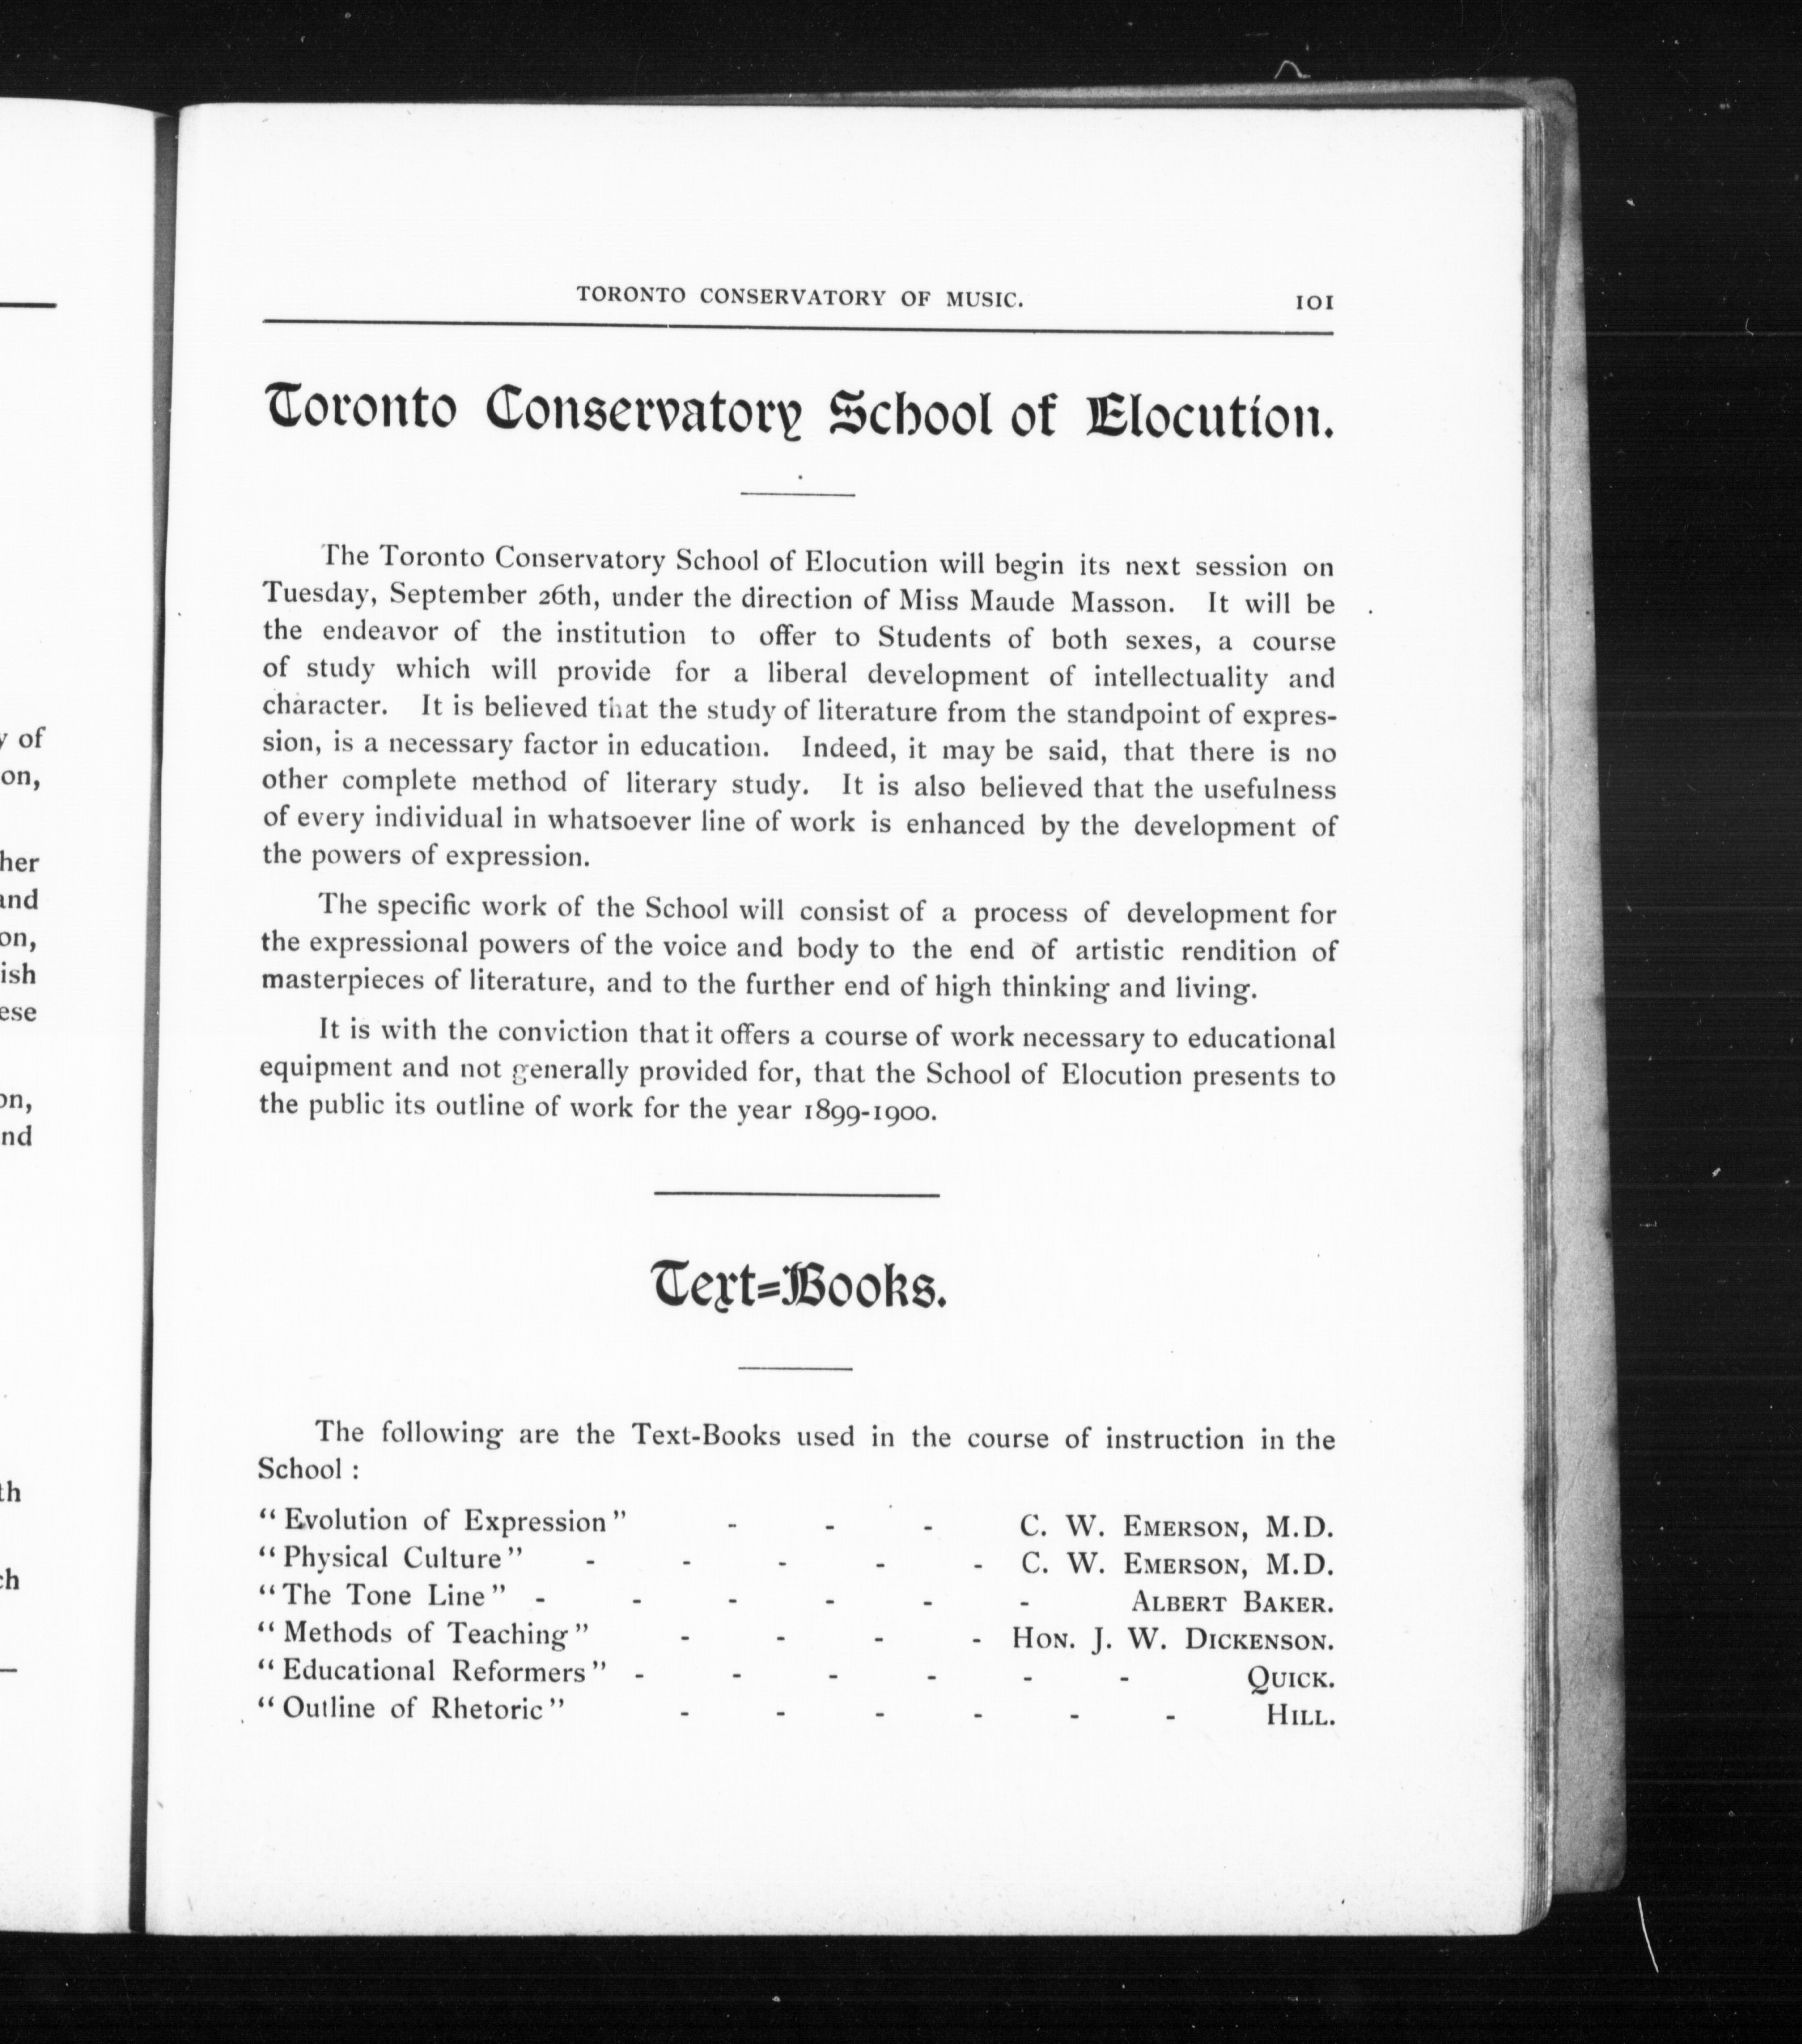 TORONTO CONSERVATORY OF MUSIC. 101
Toronto Conservatory School of Elocution.
The Toronto Conservatory School of Elocution will begin its next session on
Tuesday, September 26th, under the direction of Miss Maude Masson. It will be
the endeavor of the institution to offer to Students of both sexes, a course
of study which will provide for a liberal development of intellectuality and
character. It is believed that the study of literature from the standpoint of expres-
sion, is a necessary factor in education. Indeed, it may be said, that there is no
other complete method of literary study. It is also believed that the usefulness
of every individual in whatsoever line of work is enhanced by the development of
the powers of expression.
The specific work of the School will consist of a process of development for
the expressional powers of the voice and body to the end of artistic rendition of
masterpieces of literature, and to the further end of high thinking and living.
It is with the conviction that it offers a course of work necessary to educational
equipment and not generally provided for, that the School of Elocution presents to
the public its outline of work for the year 1899-1900.
Text-Books.
The following are the Text-Books used in the course of instruction in the
School :
“Evolution of Expression” - - - C. W. EMERSON, M.D.
“Physical Culture” - - - - - C. W. EMERSON, M.D.
“The Tone Line” - - - - - - ALBERT BAKER.
“Methods of Teaching” - - - - HON. J. W. DICKENSON.
“Educational Reformers” - - - - - - QUICK.
“Outline of Rhetoric” - - - - - - HILL.